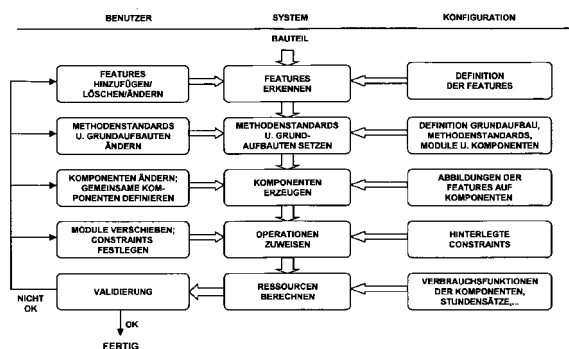 BENUTZER SYSTEM KONFIGURATION
BAUTEIL
FEATURES
HINZUFÜGEN/
LÖSCHEN/ÄNDERN
FEATURES
ERKENNEN
DEFINITION
DER FEATURES
METHODENSTANDARDS
U. GRUNDAUFBAUTEN
ÄNDERN
METHODENSTANDARDS
U. GRUND-
AUFBAUTEN SETZEN
DEFINITION GRUNDAUFBAU,
METHODENSTANDARDS,
MODULE U. KOMPONENTEN
KOMPONENTEN ÄNDERN;
GEMEINSAME KOM-
PONENTEN DEFINIEREN
KOMPONENTEN
ERZEUGEN
ABBILDUNGEN DER
FEATURES AUF
KOMPONENTEN
MODULE VERSCHIEBEN;
CONSTRAINTS
FESTLEGEN
OPERATIONEN
ZUWEISEN
HINTERLEGTE
CONSTRAINTS
NICHT
OK
VALIDIERUNG
RESSOURCEN
BERECHNEN
VERBRAUCHSFUNKTIONEN
DER KOMPONENTEN,
STUNDENSÄTZE,...
OK
FERTIG